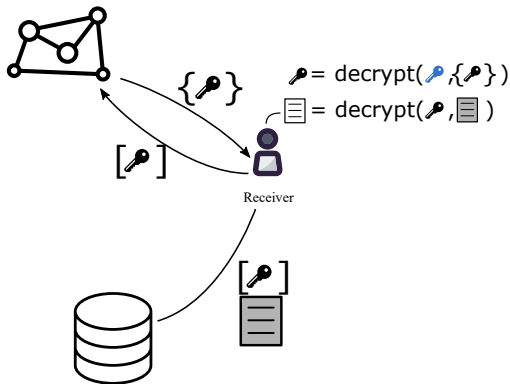 { }
= decrypt( ,{ })
= decrypt( , )
[ ]
Receiver
[ ]